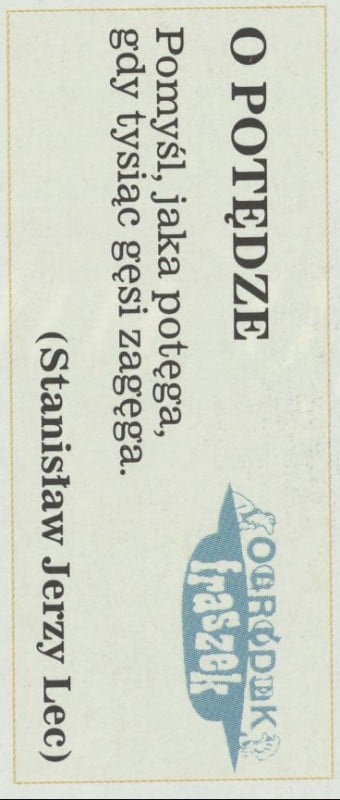 O POTĘDZE
Pomyśl, jaka potęga,
gdy tysiąc gęsi zagęga.
(Stanisław Jerzy Lec)
OGRÓDEK
fraszek